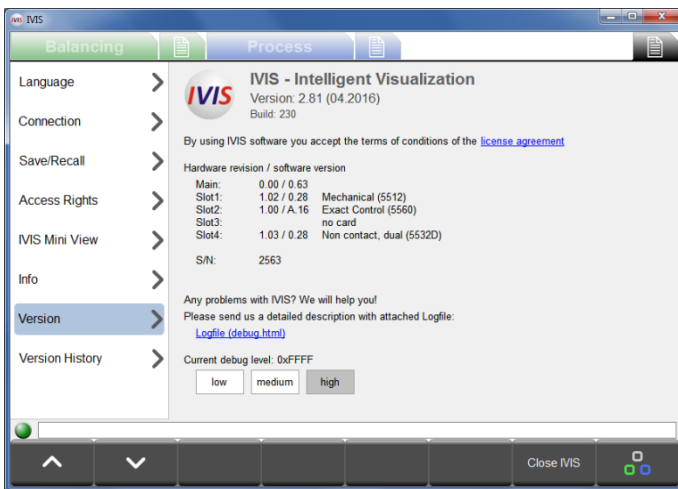 IVIS IVIS
Balancing
Process
Language
Connection
Save/Recall
Access Rights
IVIS Mini View
Info
Version
Version History
IVIS
IVIS - Intelligent Visualization
Version: 2.81 (04.2016)
Build: 230
By using IVIS software you accept the terms of conditions of the license agreement
Hardware revision / software version
Main: 0.00 / 0.63
Slot1: 1.02 / 0.28 Mechanical (5512)
Slot2: 1.00 / A.16 Exact Control (5560)
Slot3: no card
Slot4: 1.03 / 0.28 Non contact, dual (5532D)
S/N: 2563
Any problems with IVIS? We will help you!
Please send us a detailed description with attached Logfile:
Logfile (debug.html)
Current debug level: 0xFFFF
low medium high
Close IVIS